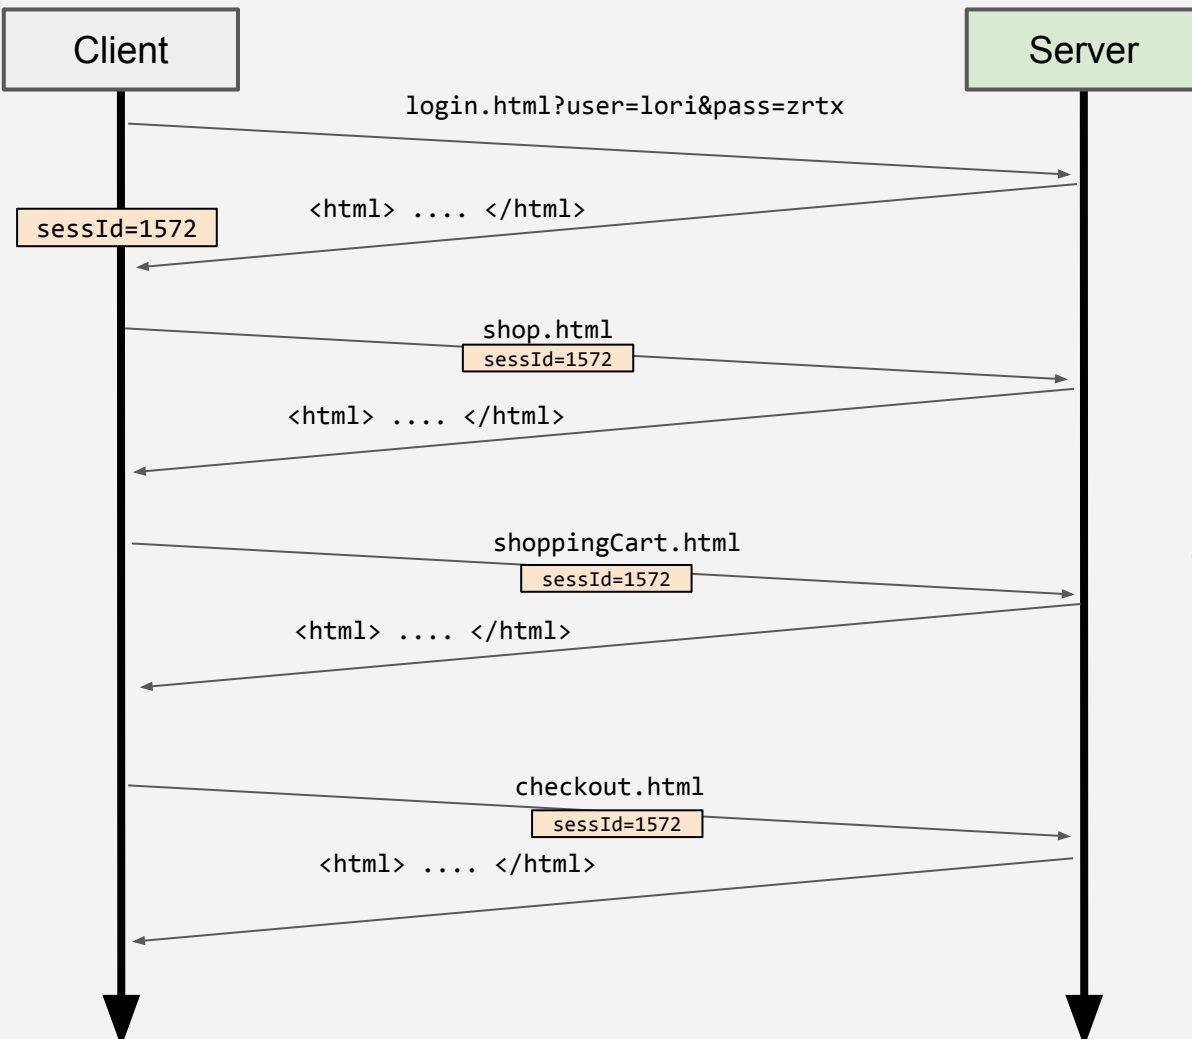 Client
Server
login.html?user=lori&pass=zrtx
<html> .... </html>
sessId=1572
shop.html
sessId=1572
<html> .... </html>
shoppingCart.html
sessId=1572
<html> .... </html>
checkout.html
sessId=1572
<html> .... </html>